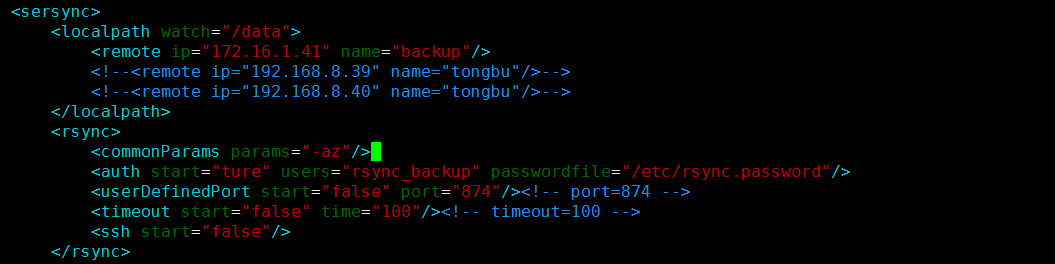 <sersync>
<localpath watch="/data">
<remote ip="172.16.1.41" name="backup"/>
<!--<remote ip="192.168.8.39" name="tongbu"/>-->
<!--<remote ip="192.168.8.40" name="tongbu"/>-->
</localpath>
<rsync>
<commonParams params="-az"/>
<auth start="ture" users="rsync_backup" passwordfile="/etc/rsync.password"/>
<userDefinedPort start="false" port="874"/><!-- port=874 -->
<timeout start="false" time="100"/><!-- timeout=100 -->
<ssh start="false"/>
</rsync>